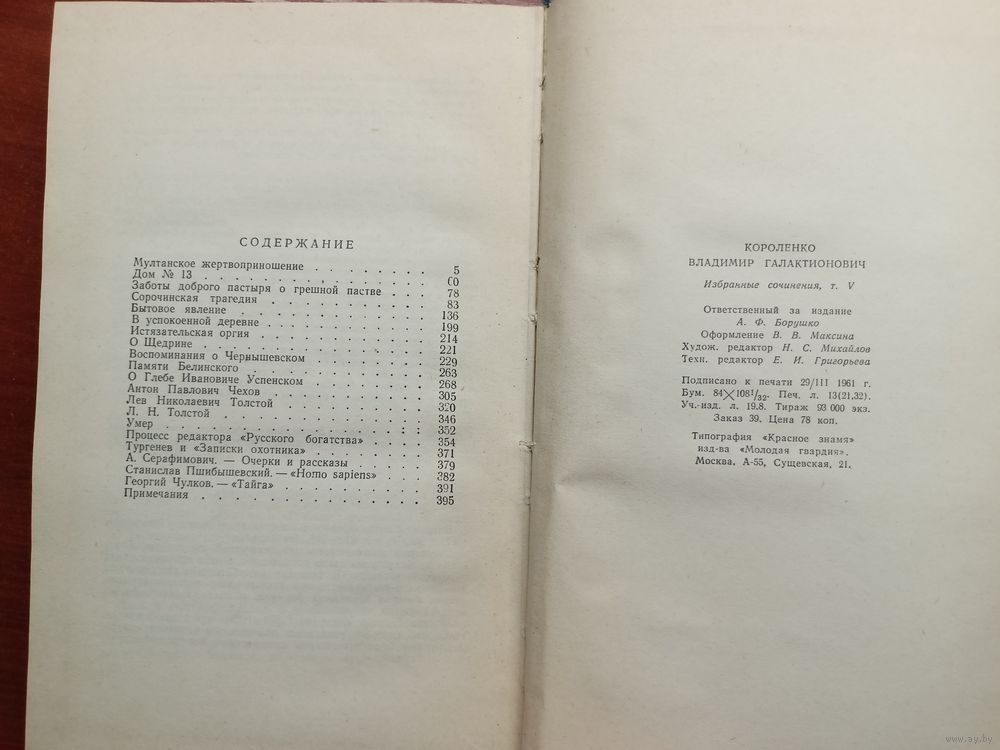 СОДЕРЖАНИЕ
Мултанское жертвоприношение . . . . . . . 5
Дом № 13 . . . . . . . . . . . . . 60
Заботы доброго пастыря о грешной пастве . . . 78
Сорочинская трагедия . . . . . . . . . 83
Бытовое явление . . . . . . . . . . . 136
В успокоенной деревне . . . . . . . . . 199
Истязательская оргия . . . . . . . . . . 214
О Щедрине . . . . . . . . . . . . . 221
Воспоминания о Чернышевском . . . . . . . 229
Памяти Белинского . . . . . . . . . . . 263
О Глебе Ивановиче Успенском . . . . . . . 268
Антон Павлович Чехов . . . . . . . . . 305
Лев Николаевич Толстой . . . . . . . . . 320
Л. Н. Толстой . . . . . . . . . . . . 346
Умер . . . . . . . . . . . . . . . 352
Процесс редактора «Русского богатства» . . . . 354
Тургенев и «Записки охотника» . . . . . . . 371
А. Серафимович. — Очерки и рассказы . . . . . 379
Станислав Пшибышевский. — «Homo sapiens» . . . 382
Георгий Чулков. — «Тайга» . . . . . . . . 391
Примечания . . . . . . . . . . . . . 395
КОРОЛЕНКО
ВЛАДИМИР ГАЛАКТИОНОВИЧ
Избранные сочинения, т. V
Ответственный за издание
А. Ф. Борушко
Оформление В. В. Максина
Худож. редактор Н. С. Михайлов
Техн. редактор Е. И. Григорьева
Подписано к печати 29/III 1961 г.
Бум. 84×108 1/32. Печ. л. 13(21,32).
Уч.-изд. л. 19.8. Тираж 93 000 экз.
Заказ 39. Цена 78 коп.
Типография «Красное знамя»
изд-ва «Молодая гвардия».
Москва, А-55, Сущевская, 21.
www.ay.by